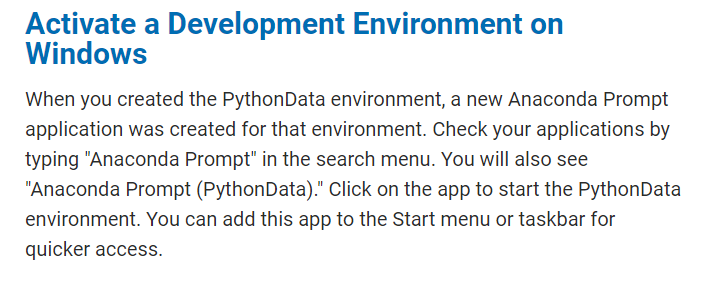 Activate a Development Environment on
Windows
When you created the PythonData environment, a new Anaconda Prompt
application was created for that environment. Check your applications by
typing "Anaconda Prompt" in the search menu. You will also see
"Anaconda Prompt (PythonData)." Click on the app to start the PythonData
environment. You can add this app to the Start menu or taskbar for
quicker access.